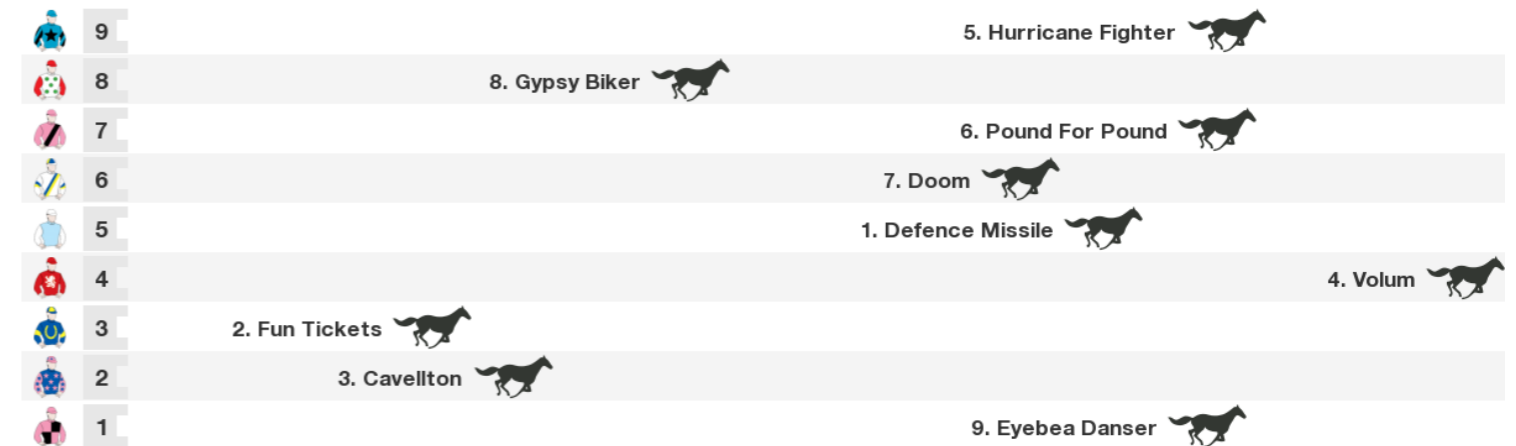 9 5. Hurricane Fighter
8 8. Gypsy Biker
7 6. Pound For Pound
6 7. Doom
5 1. Defence Missile
4 4. Volum
3 2. Fun Tickets
2 3. Cavellton
1 9. Eyebea Danser